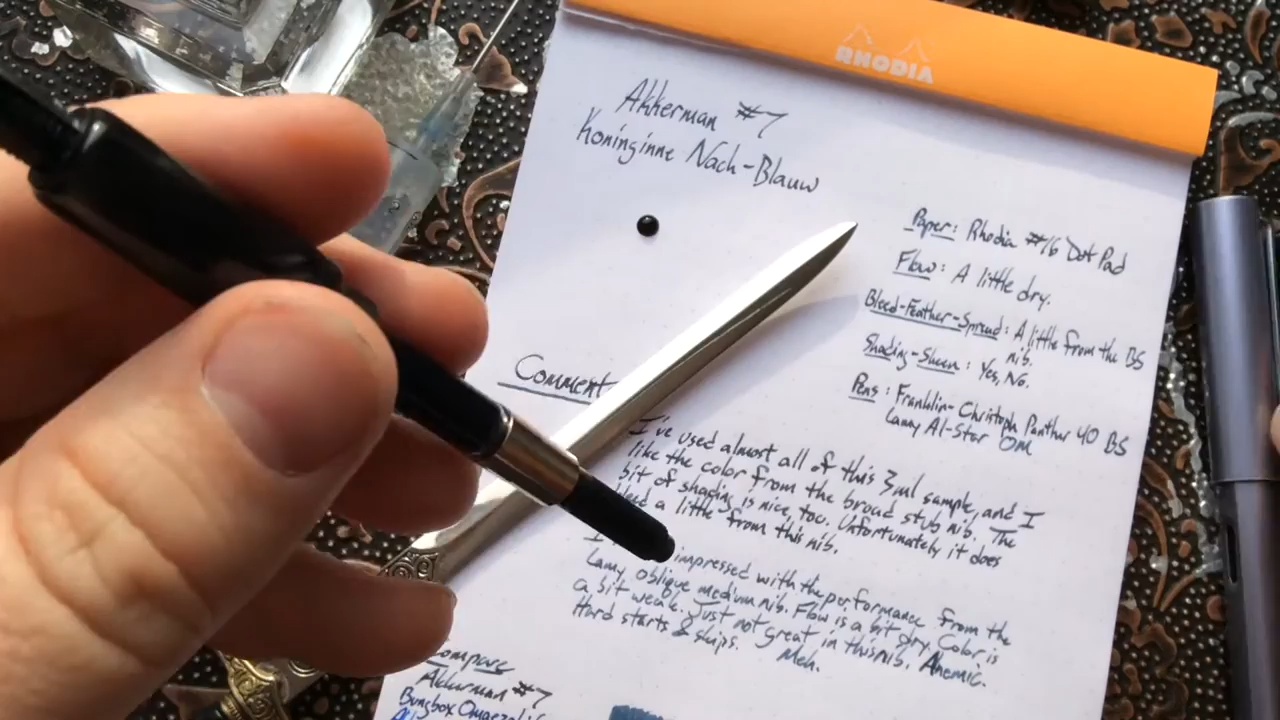 RHODIA
Akkerman #7
Koninginne Nach-Blauw
Paper: Rhodia #16 Dot Pad
Flow: A little dry.
Bleed-Feather-Spread: A little from the BS
nib.
Shading-Sheen: Yes, No.
Pens: Franklin-Christoph Panther 40 BS
Lamy Al-Star OM
Comment
I've used almost all of this 3ml sample, and I
like the color from the broad stub nib. The
bit of shading is nice, too. Unfortunately it does
bleed a little from this nib.
impressed with the performance from the
Lamy oblique medium nib. Flow is a bit dry. Color is
a bit weak. Just not great in this nib. Anemic.
Hard starts & skips. Meh.
Compare
Akkerman #7
Bungbox